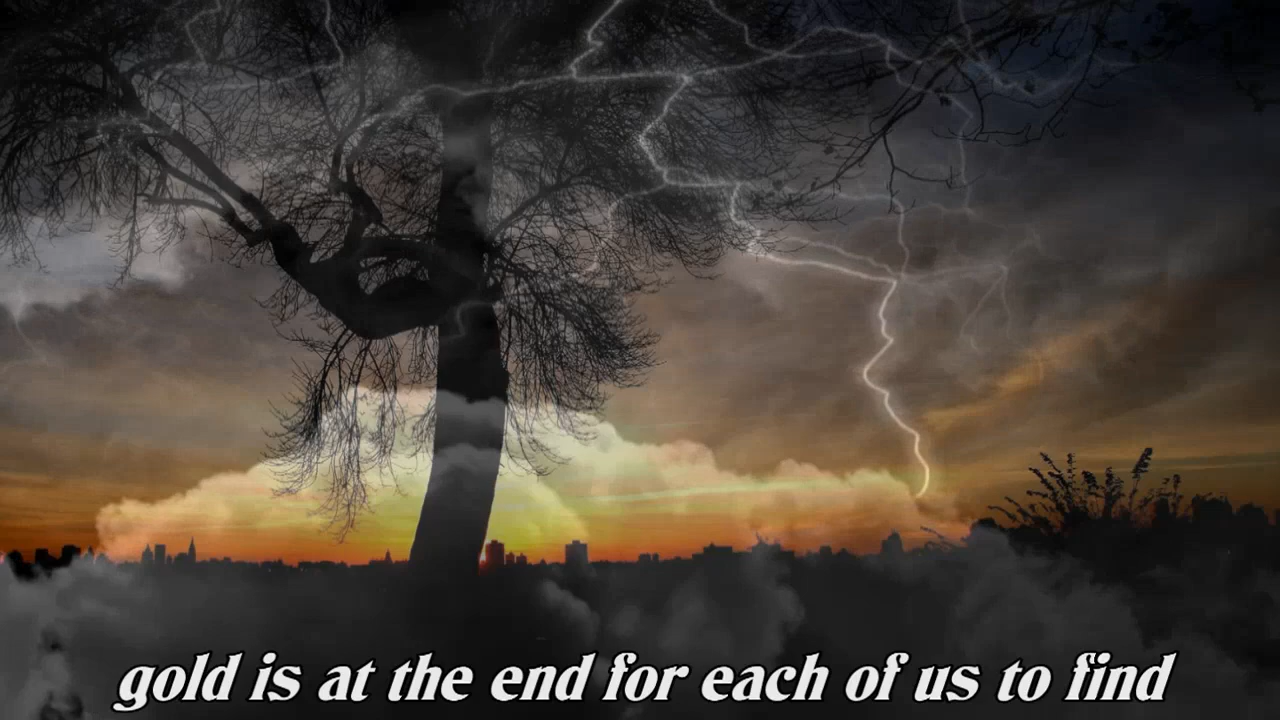 gold is at the end for each of us to find